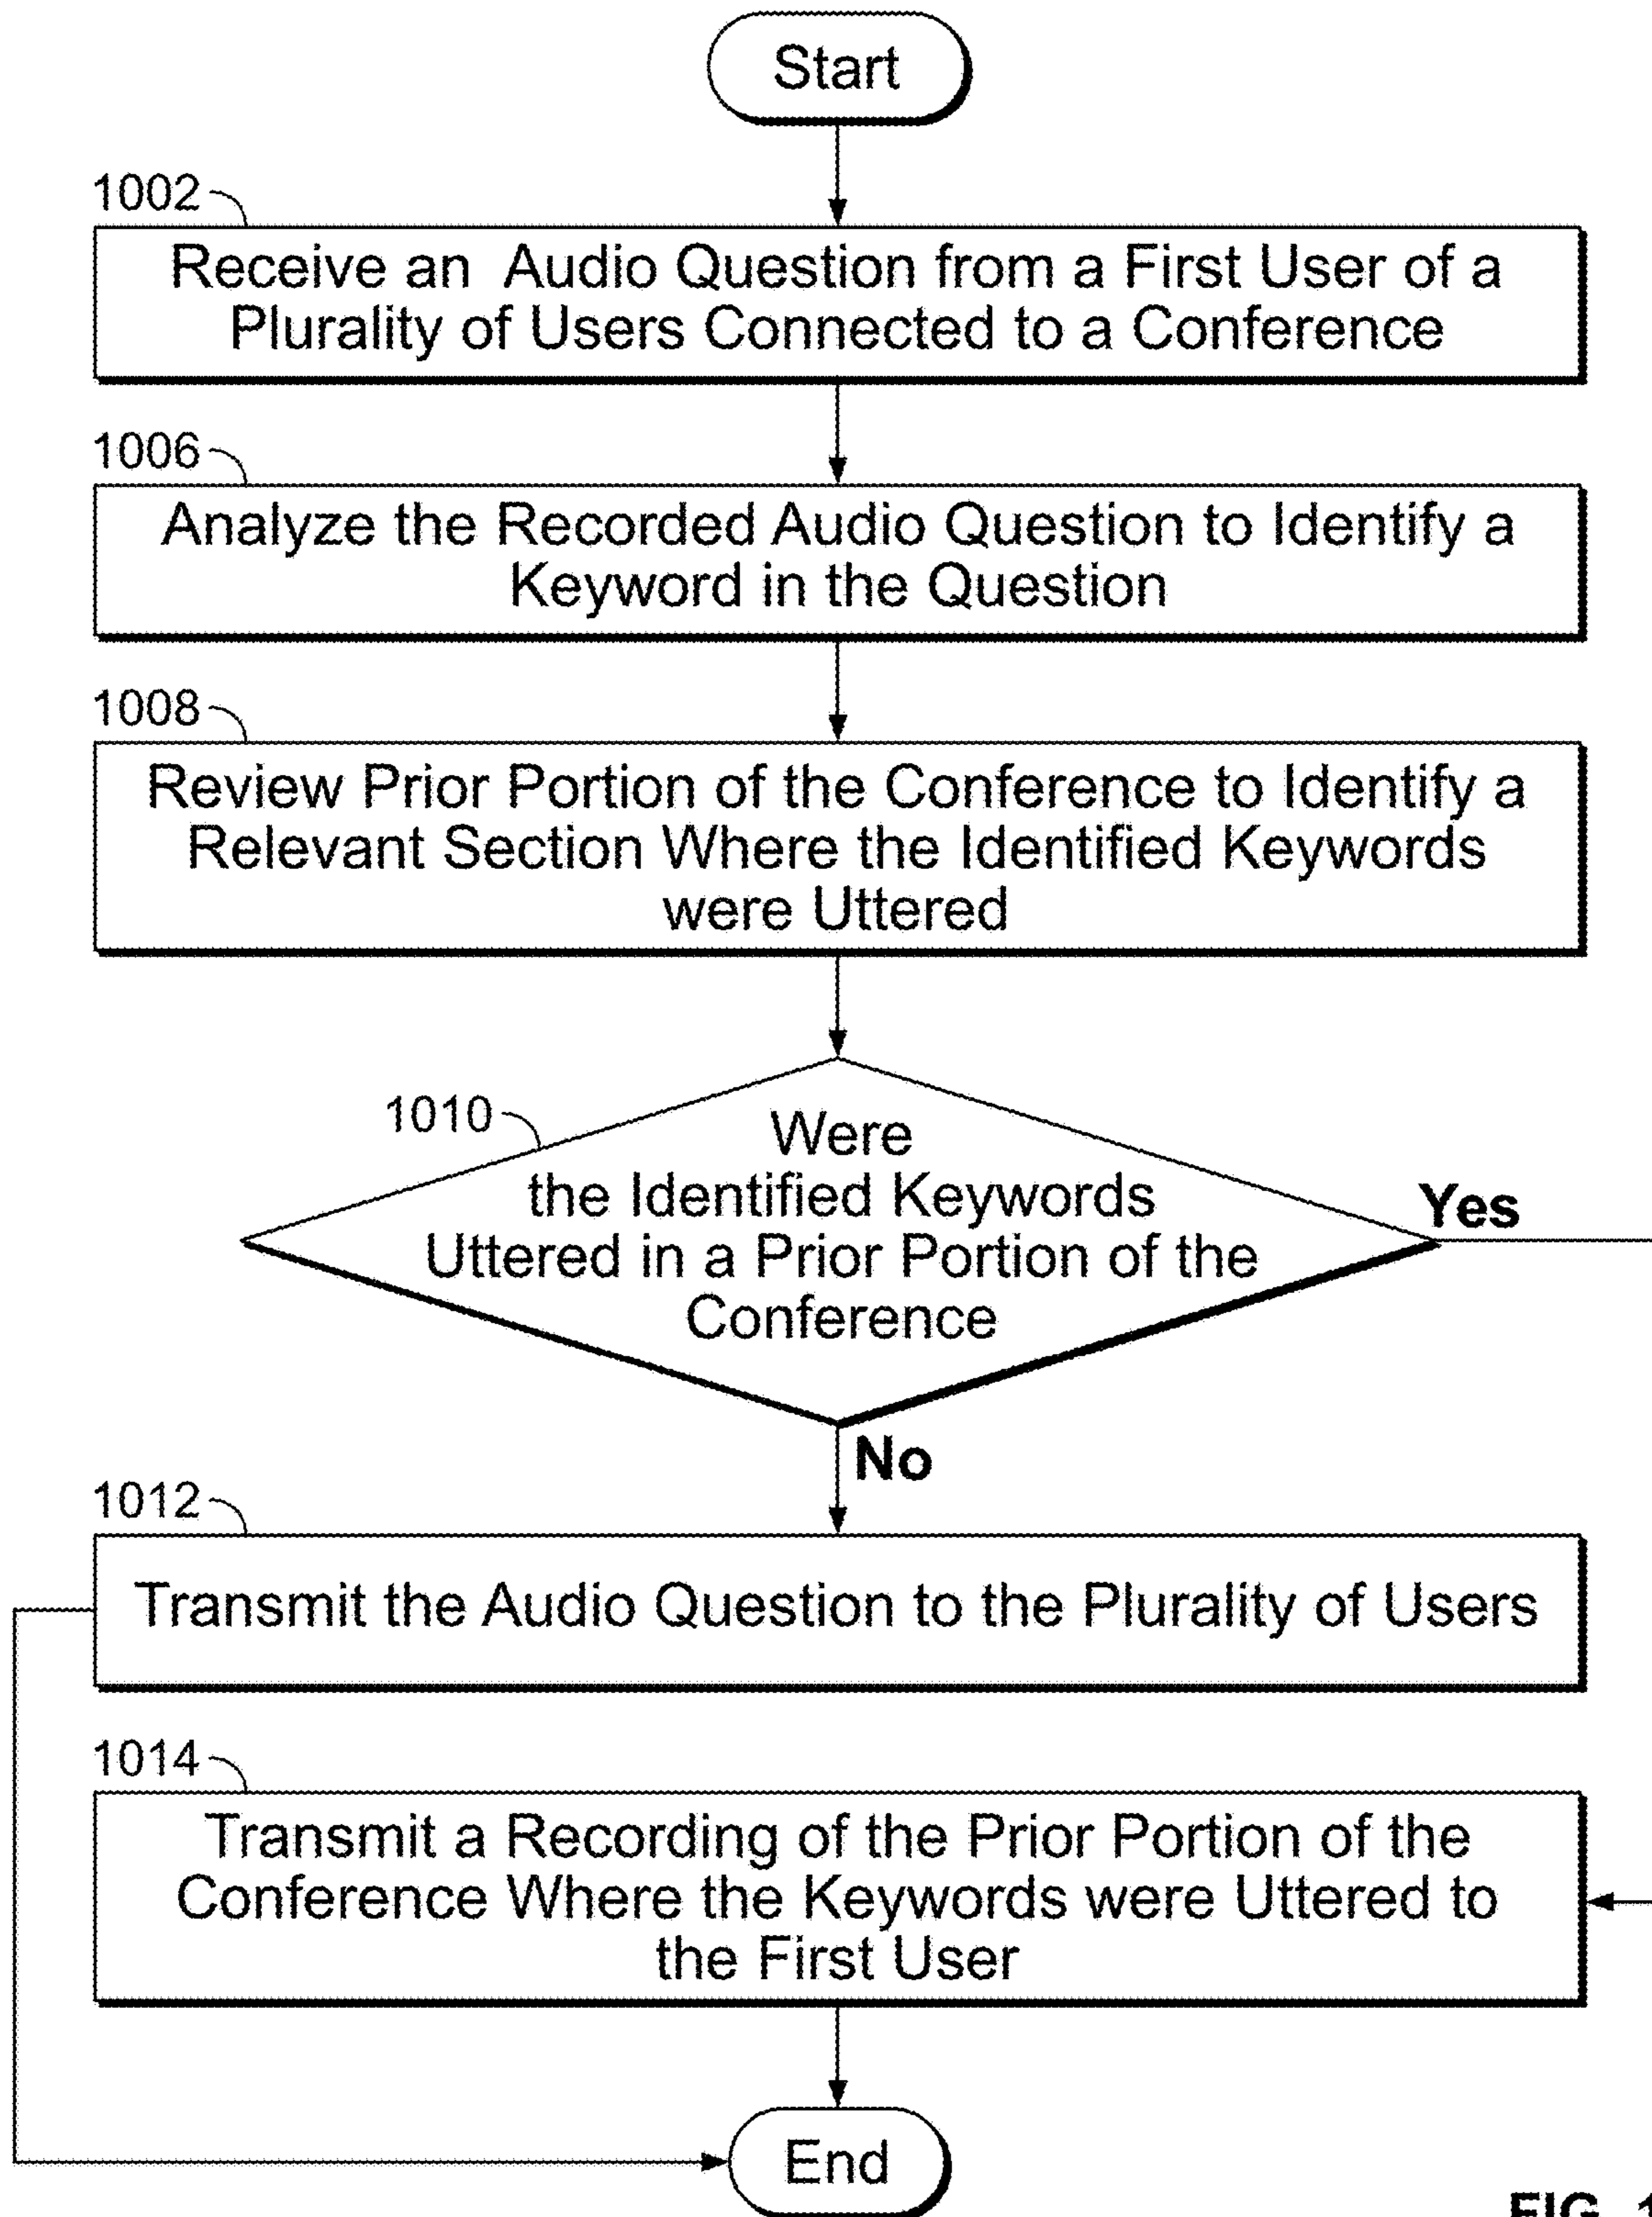 Start
1002
Receive an Audio Question from a First User of a
Plurality of Users Connected to a Conference
1006
Analyze the Recorded Audio Question to Identify a
Keyword in the Question
1008
Review Prior Portion of the Conference to Identify a
Relevant Section Where the Identified Keywords
were Uttered
1010
Were
the Identified Keywords
Uttered in a Prior Portion of the
Conference
Yes
No
1012
Transmit the Audio Question to the Plurality of Users
1014
Transmit a Recording of the Prior Portion of the
Conference Where the Keywords were Uttered to
the First User
End
FIG. 1